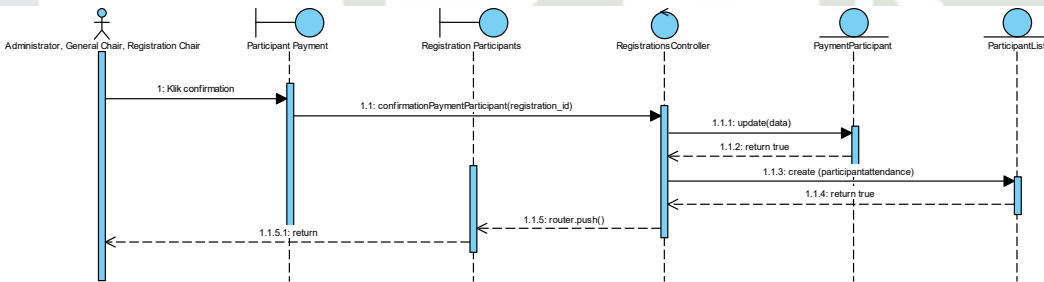 Administrator, General Chair, Registration Chair
Participant Payment
Registration Participants
RegistrationsController
PaymentParticipant
ParticipantList
1: Klik confirmation
1.1: confirmationPaymentParticipant(registration_id)
1.1.1: update(data)
1.1.2: return true
1.1.3: create (participantattendance)
1.1.4: return true
1.1.5: router.push()
1.1.5.1: return